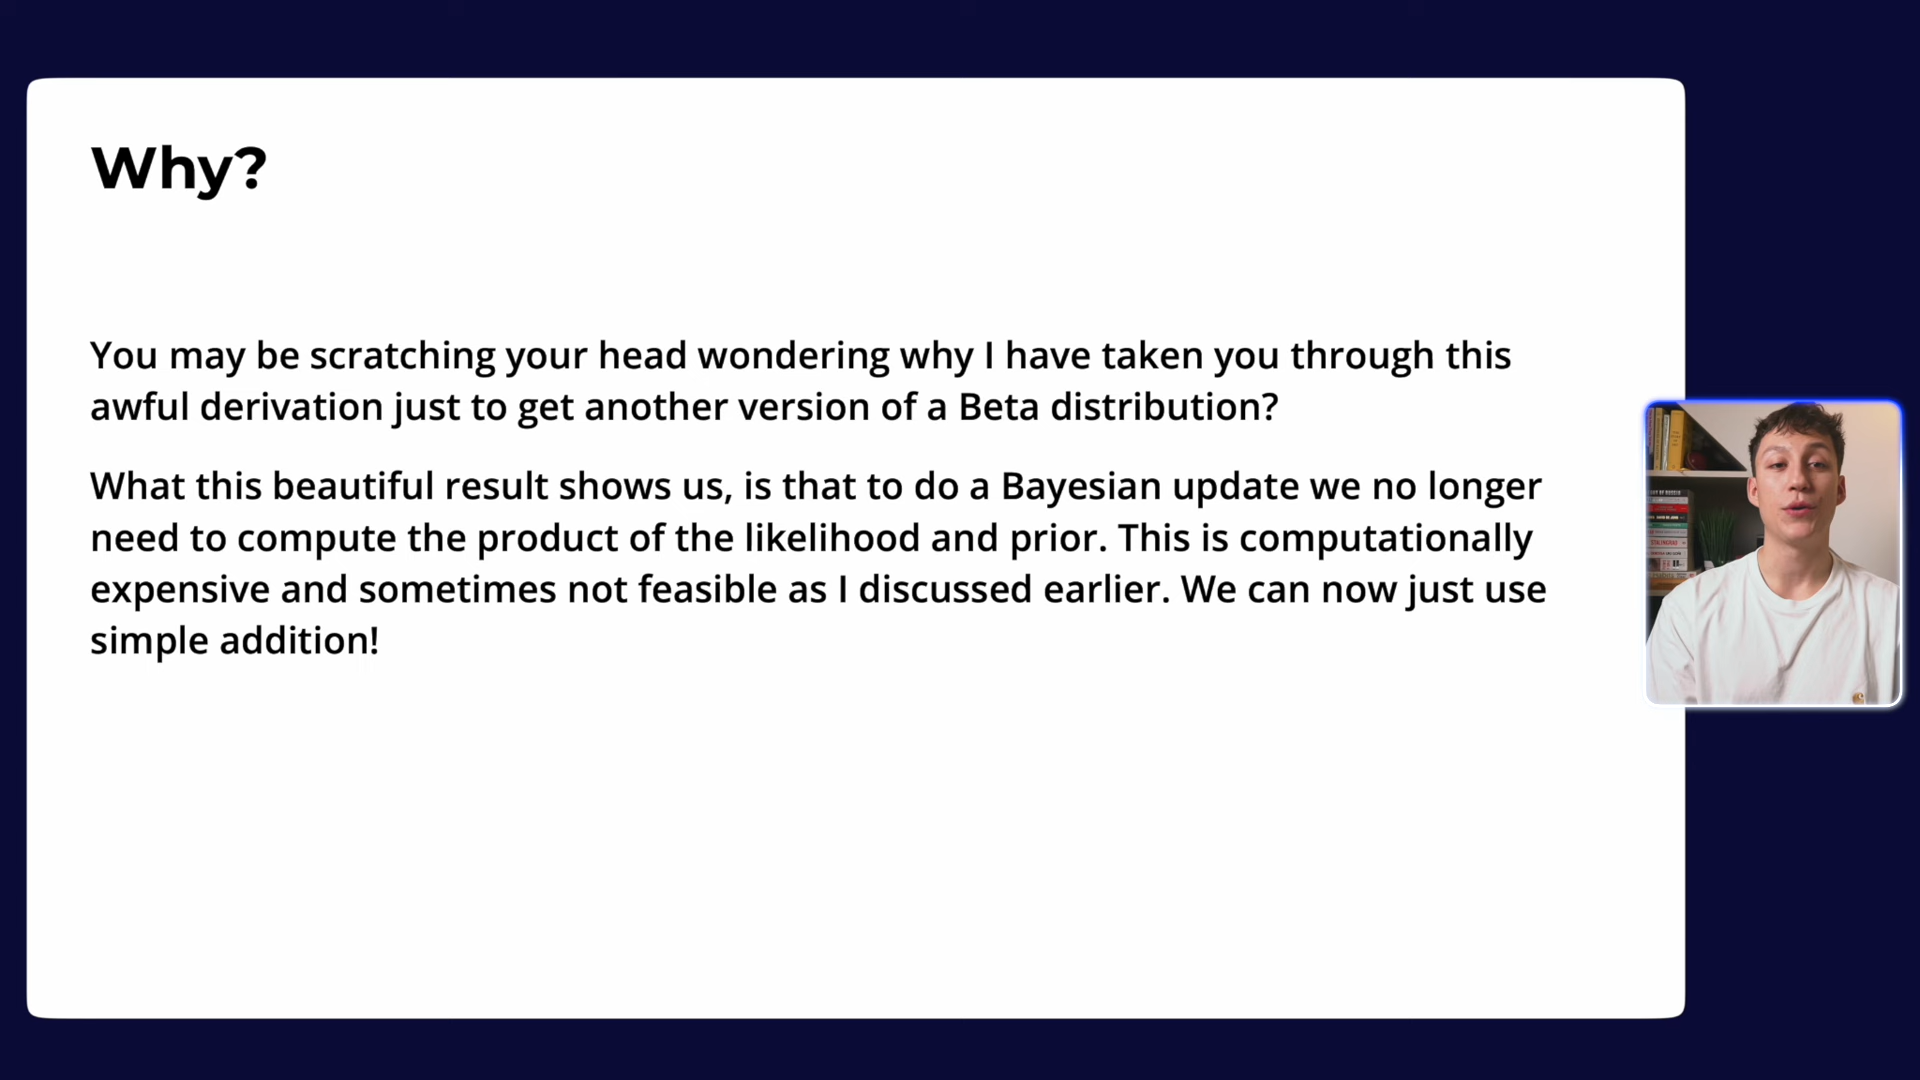 Why?
You may be scratching your head wondering why I have taken you through this
awful derivation just to get another version of a Beta distribution?
What this beautiful result shows us, is that to do a Bayesian update we no longer
need to compute the product of the likelihood and prior. This is computationally
expensive and sometimes not feasible as I discussed earlier. We can now just use
simple addition!
STALINGRAD